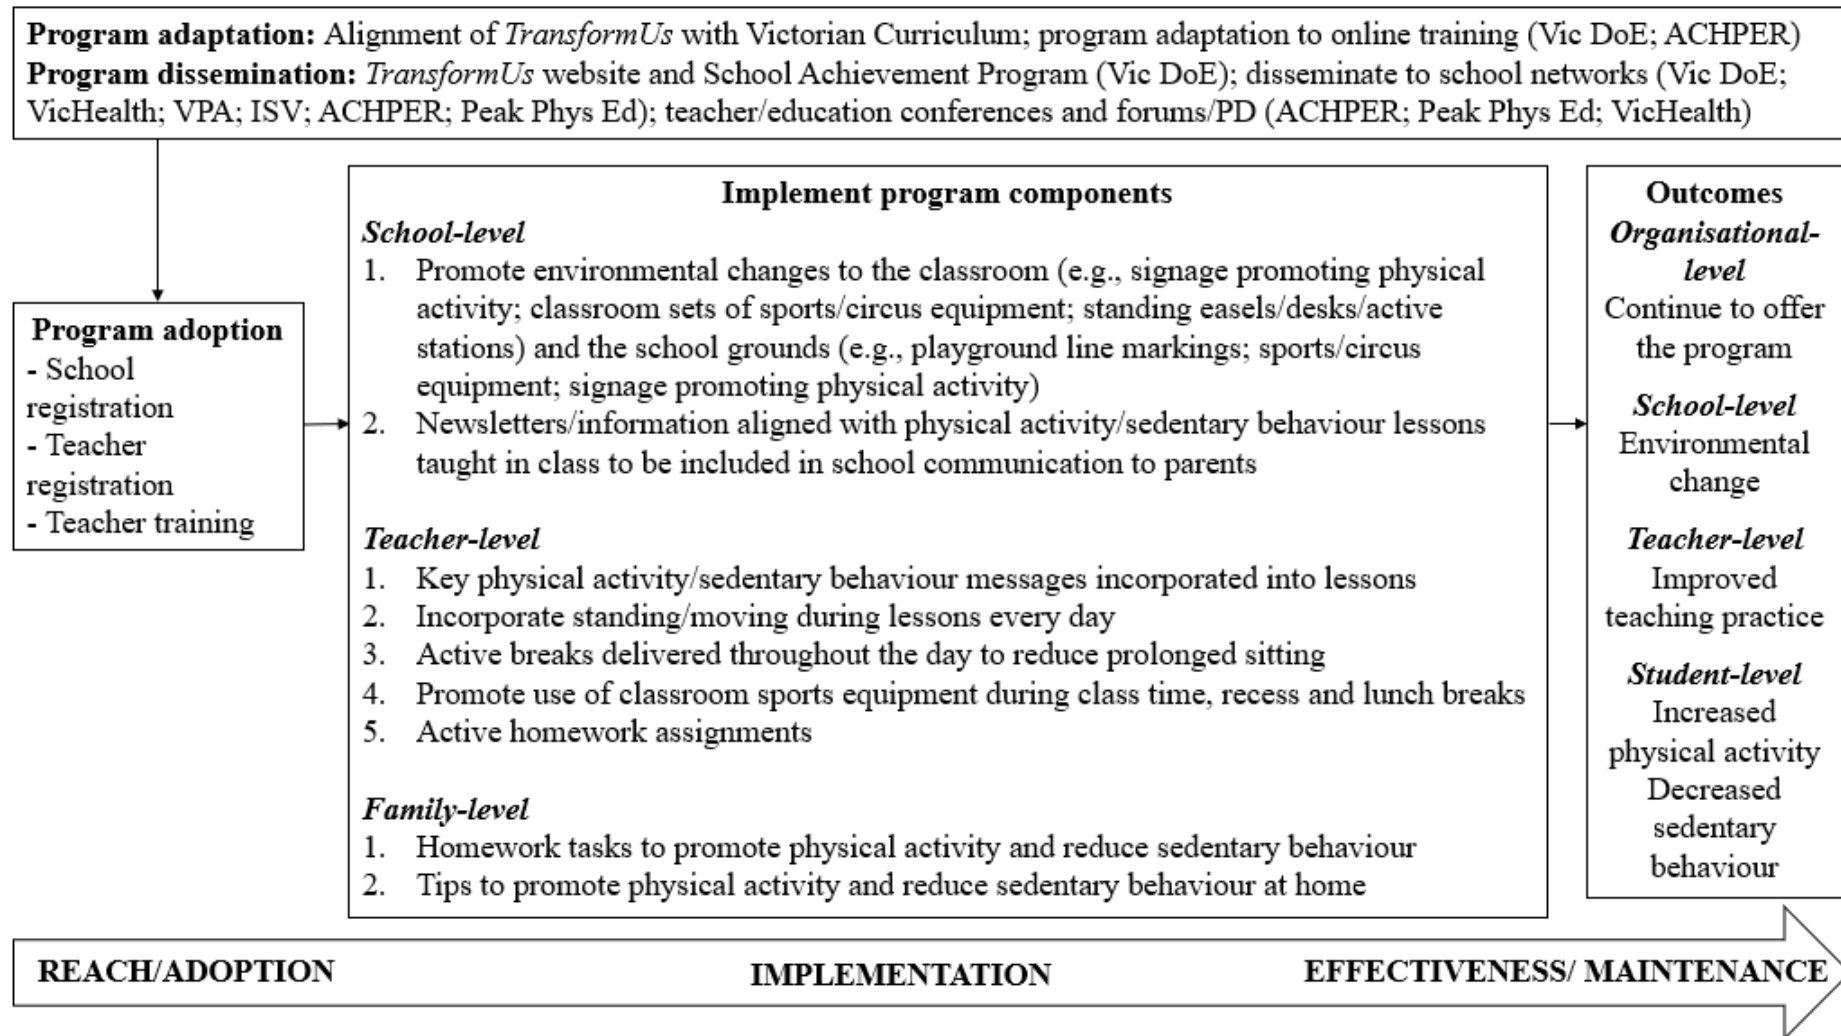 Program adaptation: Alignment of TransformUs with Victorian Curriculum; program adaptation to online training (Vic DoE; ACHPER)
Program dissemination: TransformUs website and School Achievement Program (Vic DoE); disseminate to school networks (Vic DoE;
VicHealth; VPA; ISV; ACHPER; Peak Phys Ed); teacher/education conferences and forums/PD (ACHPER; Peak Phys Ed; VicHealth)
Program adoption
- School
registration
- Teacher
registration
- Teacher training
Implement program components
School-level
1. Promote environmental changes to the classroom (e.g., signage promoting physical
activity; classroom sets of sports/circus equipment; standing easels/desks/active
stations) and the school grounds (e.g., playground line markings; sports/circus
equipment; signage promoting physical activity)
2. Newsletters/information aligned with physical activity/sedentary behaviour lessons
taught in class to be included in school communication to parents
Teacher-level
1. Key physical activity/sedentary behaviour messages incorporated into lessons
2. Incorporate standing/moving during lessons every day
3. Active breaks delivered throughout the day to reduce prolonged sitting
4. Promote use of classroom sports equipment during class time, recess and lunch breaks
5. Active homework assignments
Family-level
1. Homework tasks to promote physical activity and reduce sedentary behaviour
2. Tips to promote physical activity and reduce sedentary behaviour at home
Outcomes
Organisational-
level
Continue to offer
the program
School-level
Environmental
change
Teacher-level
Improved
teaching practice
Student-level
Increased
physical activity
Decreased
sedentary
behaviour
REACH/ADOPTION
IMPLEMENTATION
EFFECTIVENESS/ MAINTENANCE